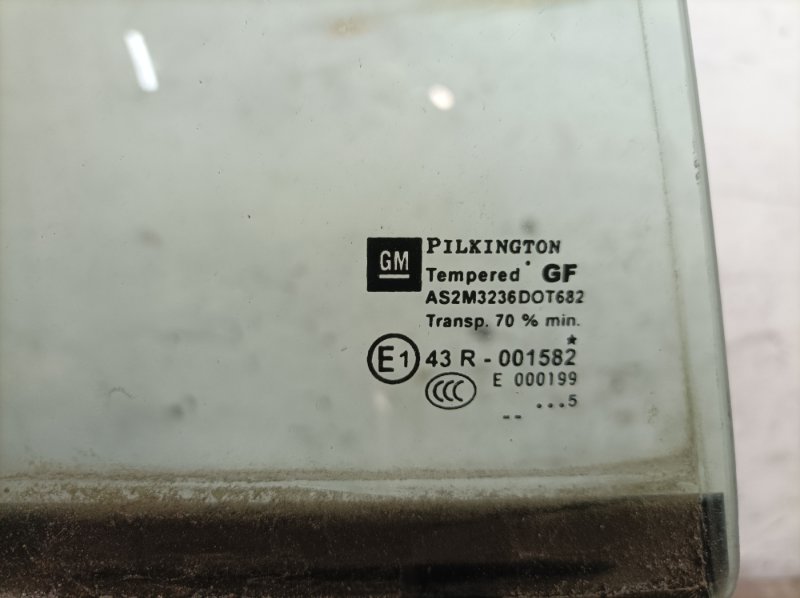 GM
PILKINGTON
Tempered GF
AS2M3236DOT682
Transp. 70 % min.
E1 43 R - 001582
CCC E 000199
...5